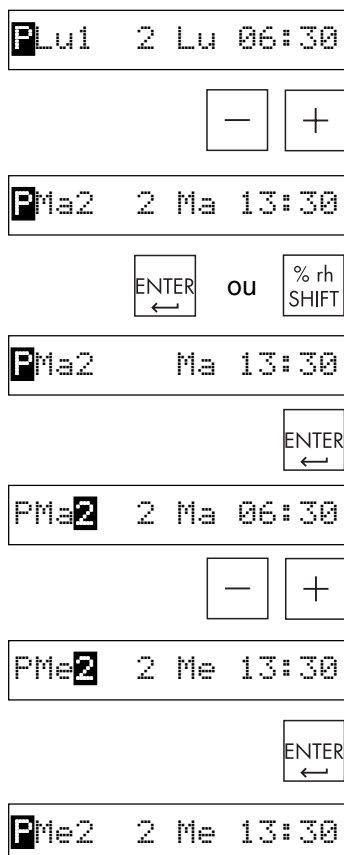 PLu1 2 Lu 06:30
− +
PMa2 2 Ma 13:30
ENTER ou % rh
SHIFT
PMa2 Ma 13:30
ENTER
PMa2 2 Ma 06:30
− +
PMe2 2 Me 13:30
ENTER
PMe2 2 Me 13:30